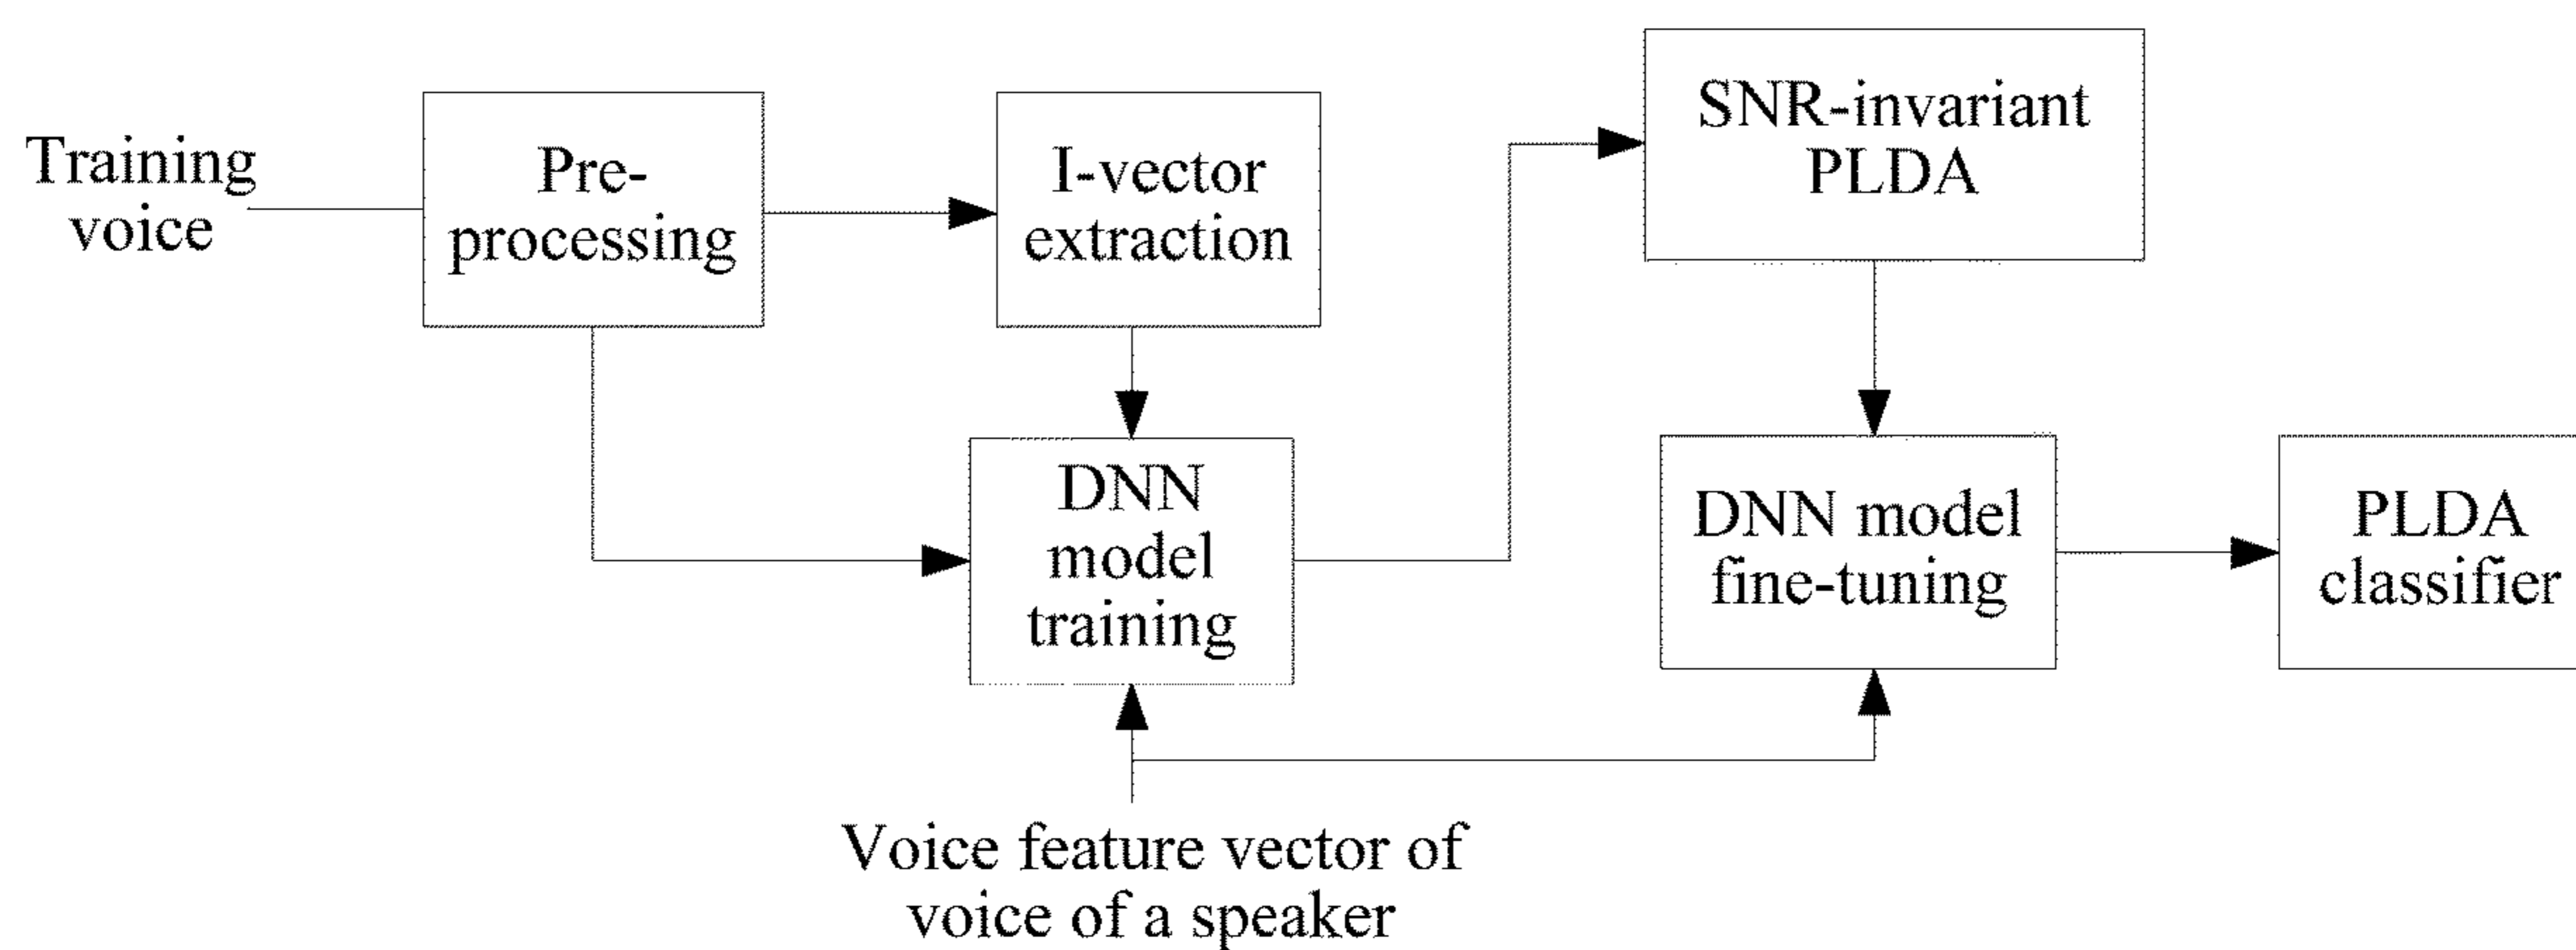 Training
voice
Pre-
processing
I-vector
extraction
SNR-invariant
PLDA
DNN
model
training
DNN model
fine-tuning
PLDA
classifier
Voice feature vector of
voice of a speaker